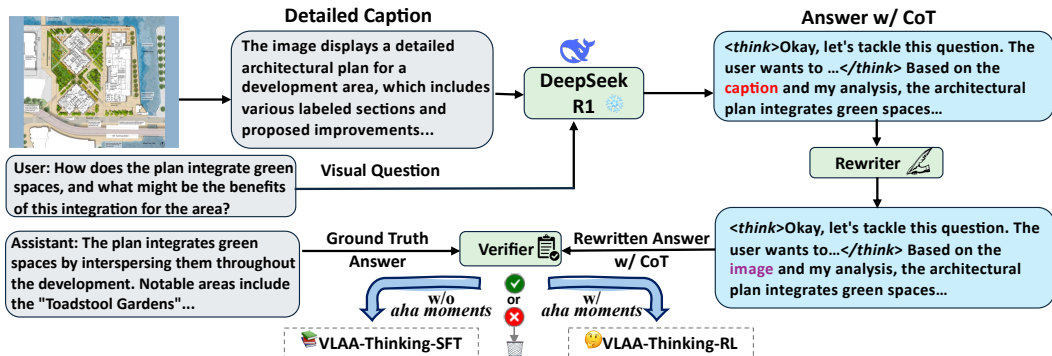 Detailed Caption
The image displays a detailed
architectural plan for a
development area, which includes
various labeled sections and
proposed improvements...
DeepSeek
R1
Answer w/ CoT
<think>Okay, let's tackle this question. The
user wants to …</think> Based on the
caption and my analysis, the architectural
plan integrates green spaces…
User: How does the plan integrate green
spaces, and what might be the benefits
of this integration for the area?
Visual Question
Rewriter
Assistant: The plan integrates green
spaces by interspersing them throughout
the development. Notable areas include
the "Toadstool Gardens"...
Ground Truth
Answer
Verifier
Rewritten Answer
w/ CoT
<think>Okay, let's tackle this question. The
user wants to…</think> Based on the
image and my analysis, the architectural
plan integrates green spaces…
w/o
aha moments
or
w/
aha moments
VLAA-Thinking-SFT
VLAA-Thinking-RL